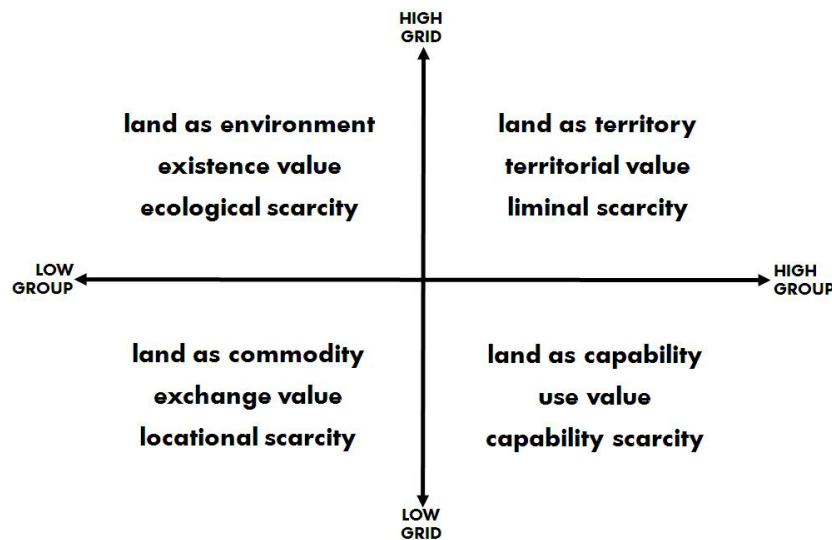 HIGH
GRID
land as environment
existence value
ecological scarcity
land as territory
territorial value
liminal scarcity
LOW
GROUP
HIGH
GROUP
land as commodity
exchange value
locational scarcity
land as capability
use value
capability scarcity
LOW
GRID